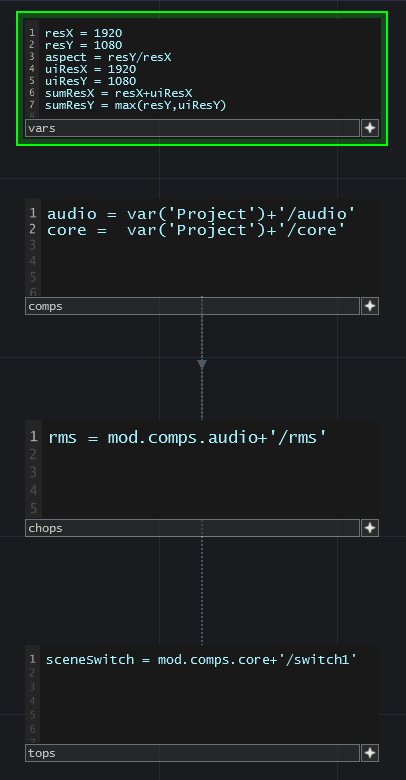 1 resX = 1920
2 resY = 1080
3 aspect = resY/resX
4 uiResX = 1920
5 uiResY = 1080
6 sumResX = resX+uiResX
7 sumResY = max(resY,uiResY)
vars
1 audio = var('Project')+'/audio'
2 core =  var('Project')+'/core'
3
4
5
6
comps
1 rms = mod.comps.audio+'/rms'
2
3
4
5
chops
1 sceneSwitch = mod.comps.core+'/switch1'
2
3
4
5
6
7
tops